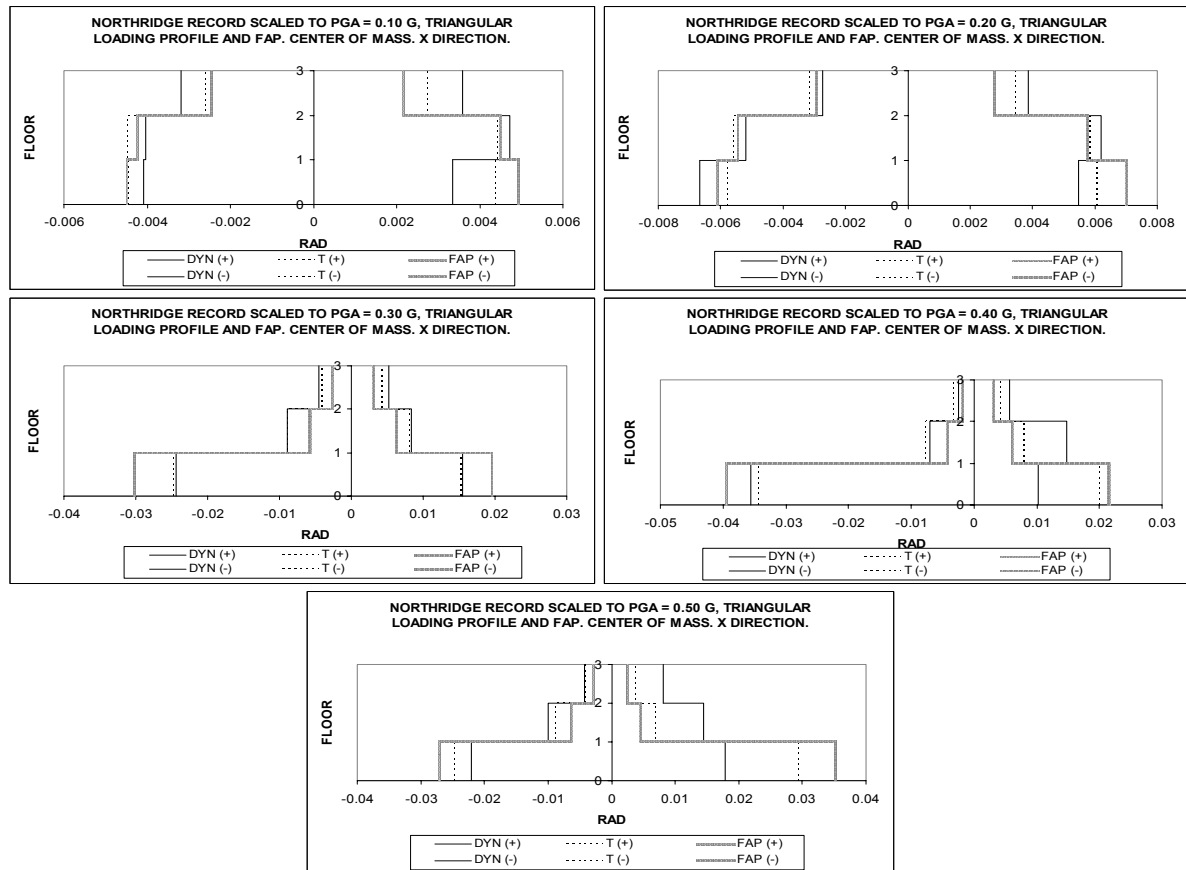 NORTHRIDGE RECORD SCALED TO PGA = 0.10 G, TRIANGULAR
LOADING PROFILE AND FAP. CENTER OF MASS. X DIRECTION.
FLOOR
3
2
1
0
-0.006 -0.004 -0.002 0 0.002 0.004 0.006
RAD
DYN (+) T (+) FAP (+)
DYN (-) T (-) FAP (-)
NORTHRIDGE RECORD SCALED TO PGA = 0.20 G, TRIANGULAR
LOADING PROFILE AND FAP. CENTER OF MASS. X DIRECTION.
FLOOR
3
2
1
0
-0.008 -0.006 -0.004 -0.002 0 0.002 0.004 0.006 0.008
RAD
DYN (+) T (+) FAP (+)
DYN (-) T (-) FAP (-)
NORTHRIDGE RECORD SCALED TO PGA = 0.30 G, TRIANGULAR
LOADING PROFILE AND FAP. CENTER OF MASS. X DIRECTION.
FLOOR
3
2
1
0
-0.04 -0.03 -0.02 -0.01 0 0.01 0.02 0.03
RAD
DYN (+) T (+) FAP (+)
DYN (-) T (-) FAP (-)
NORTHRIDGE RECORD SCALED TO PGA = 0.40 G, TRIANGULAR
LOADING PROFILE AND FAP. CENTER OF MASS. X DIRECTION.
FLOOR
3
2
1
0
-0.05 -0.04 -0.03 -0.02 -0.01 0 0.01 0.02 0.03
RAD
DYN (+) T (+) FAP (+)
DYN (-) T (-) FAP (-)
NORTHRIDGE RECORD SCALED TO PGA = 0.50 G, TRIANGULAR
LOADING PROFILE AND FAP. CENTER OF MASS. X DIRECTION.
FLOOR
3
2
1
0
-0.04 -0.03 -0.02 -0.01 0 0.01 0.02 0.03 0.04
RAD
DYN (+) T (+) FAP (+)
DYN (-) T (-) FAP (-)